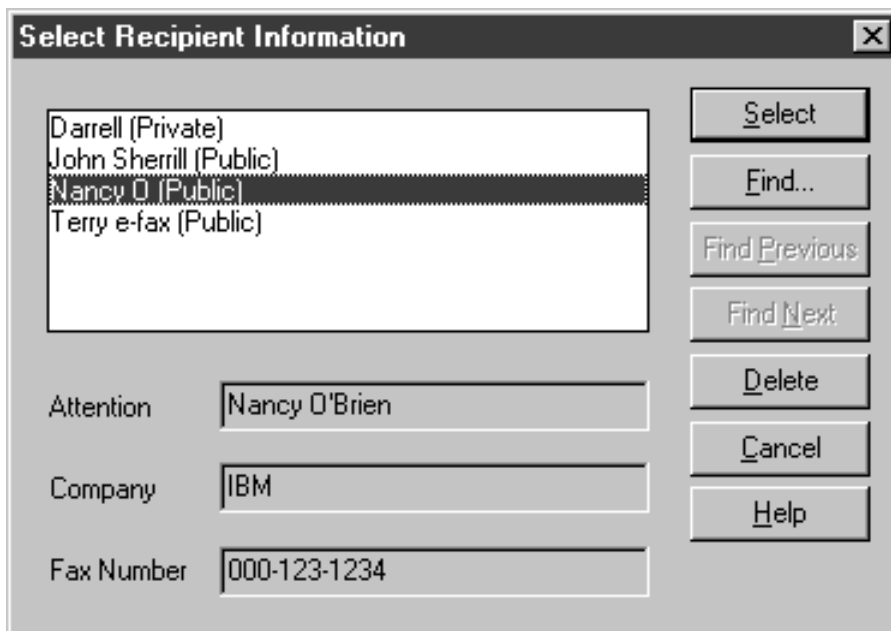 Select Recipient Information
Darrell (Private)
John Sherrill (Public)
Nancy O (Public)
Terry e-fax (Public)
Select
Find...
Find Previous
Find Next
Delete
Cancel
Help
Attention
Nancy O'Brien
Company
IBM
Fax Number
000-123-1234